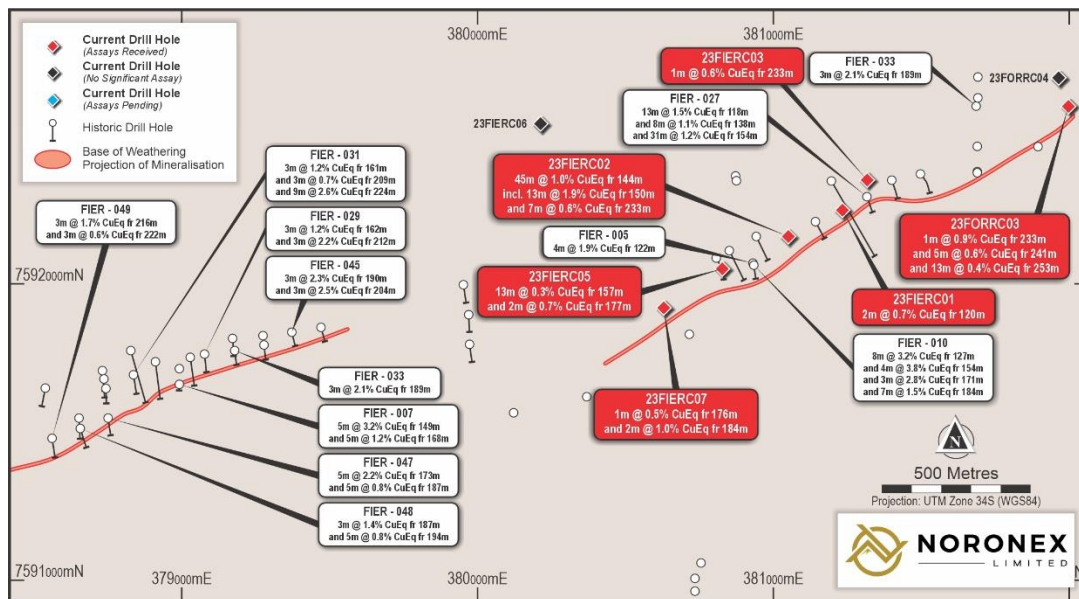 380000mE
381000mE
Current Drill Hole
(Assays Received)
Current Drill Hole
(No Significant Assay)
Current Drill Hole
(Assays Pending)
Historic Drill Hole
Base of Weathering
Projection of Mineralisation
23FIERC03
1m @ 0.6% CuEq fr 233m
FIER - 033
3m @ 2.1% CuEq fr 189m
23FORRC04
FIER - 027
13m @ 1.5% CuEq fr 118m
and 8m @ 1.1% CuEq fr 138m
and 31m @ 1.2% CuEq fr 154m
23FIERC06
FIER - 031
3m @ 1.2% CuEq fr 161m
and 3m @ 0.7% CuEq fr 209m
and 9m @ 2.6% CuEq fr 224m
23FIERC02
45m @ 1.0% CuEq fr 144m
incl. 13m @ 1.9% CuEq fr 150m
and 7m @ 0.6% CuEq fr 233m
FIER - 049
3m @ 1.7% CuEq fr 216m
and 3m @ 0.6% CuEq fr 222m
FIER - 029
3m @ 1.2% CuEq fr 162m
and 3m @ 2.2% CuEq fr 212m
FIER - 005
4m @ 1.9% CuEq fr 122m
23FORRC03
1m @ 0.8% CuEq fr 233m
and 5m @ 0.6% CuEq fr 241m
and 13m @ 0.4% CuEq fr 253m
7592000mN
FIER - 045
3m @ 2.3% CuEq fr 190m
and 3m @ 2.5% CuEq fr 204m
23FIERC05
13m @ 0.3% CuEq fr 157m
and 2m @ 0.7% CuEq fr 177m
23FIERC01
2m @ 0.7% CuEq fr 120m
FIER - 010
8m @ 3.2% CuEq fr 127m
and 4m @ 3.8% CuEq fr 154m
and 3m @ 2.8% CuEq fr 171m
and 7m @ 1.5% CuEq fr 184m
FIER - 033
3m @ 2.1% CuEq fr 189m
23FIERC07
1m @ 0.5% CuEq fr 176m
and 2m @ 1.0% CuEq fr 184m
FIER - 007
5m @ 3.2% CuEq fr 149m
and 5m @ 1.2% CuEq fr 168m
FIER - 047
5m @ 2.2% CuEq fr 173m
and 5m @ 0.8% CuEq fr 187m
FIER - 048
3m @ 1.4% CuEq fr 187m
and 5m @ 0.8% CuEq fr 194m
N
500 Metres
Projection: UTM Zone 34S (WGS84)
NORONEX
LIMITED
7591000mN
379000mE
380000mE
381000mE